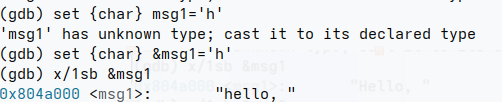 (gdb) set {char} msg1='h'
'msg1' has unknown type; cast it to its declared type
(gdb) set {char} &msg1='h'
(gdb) x/1sb &msg1
0x804a000 <msg1>:        "hello, "